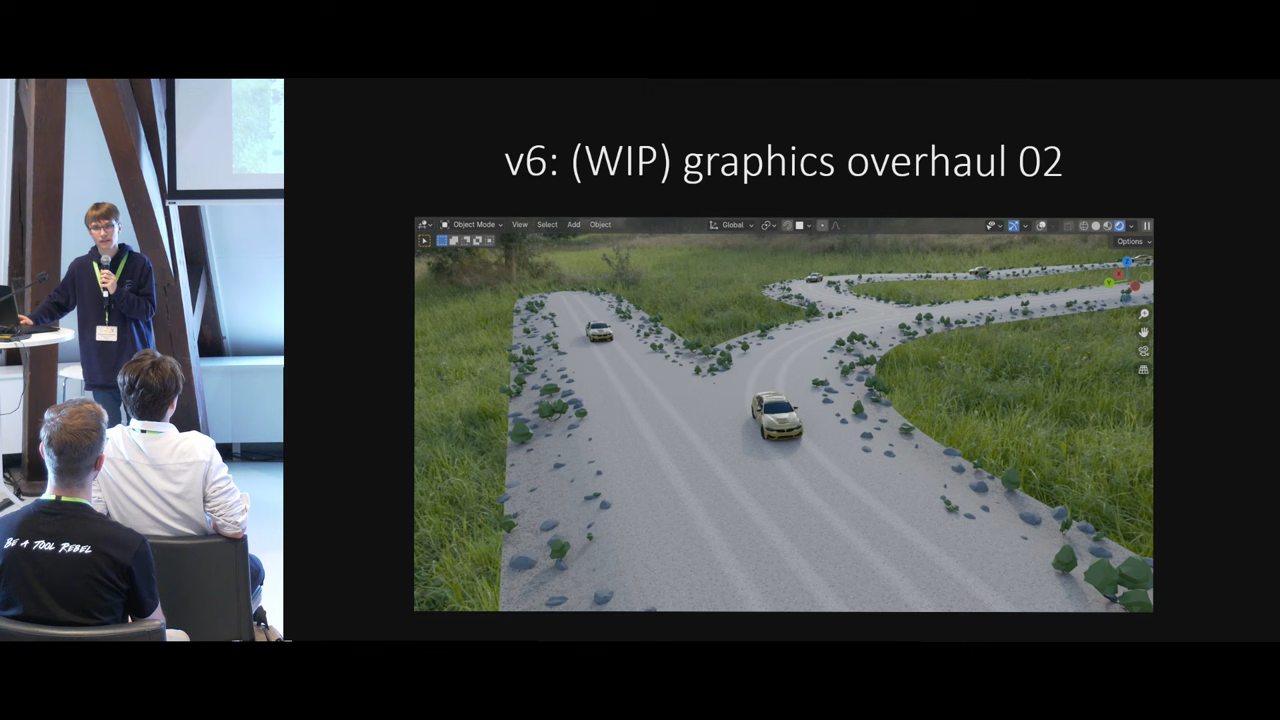 v6: (WIP) graphics overhaul 02
Object Mode View Select Add Object Global
Options
Z
Y
BE A TOOL REBEL